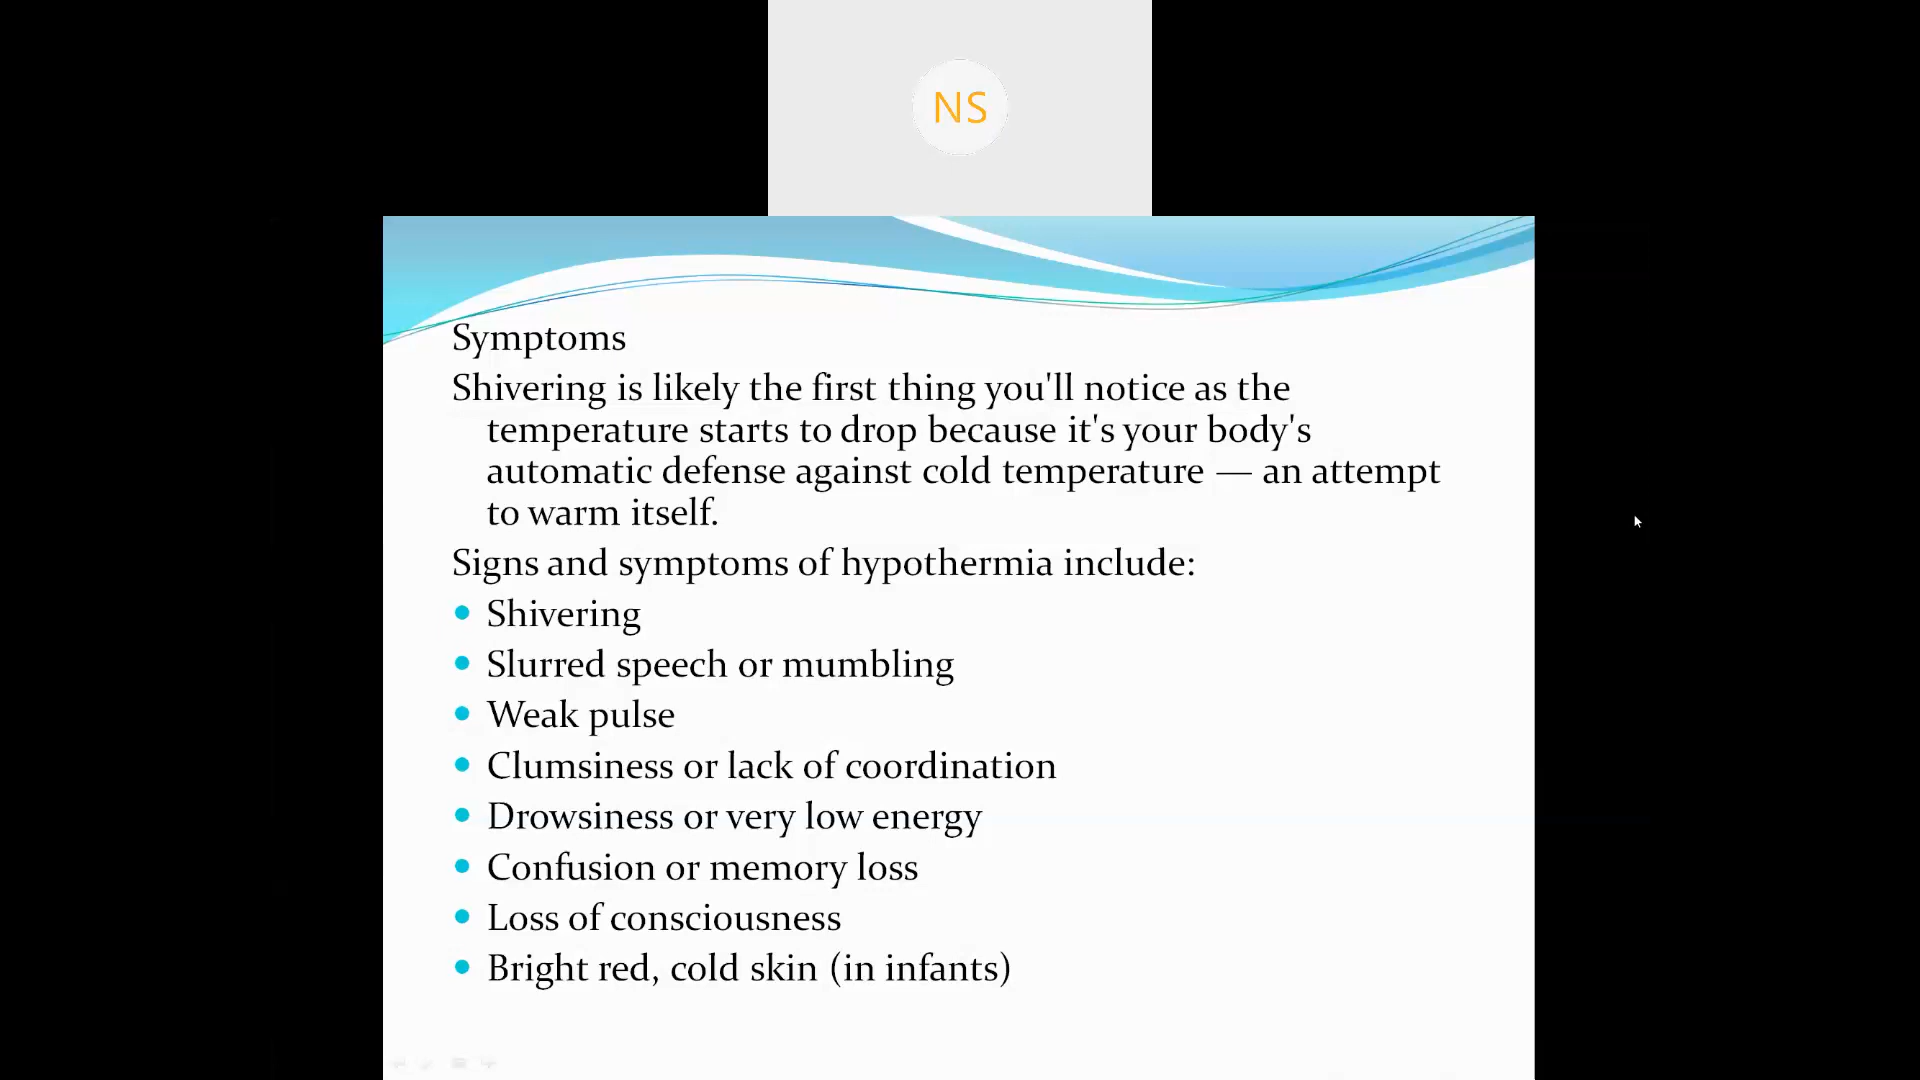 NS
Symptoms
Shivering is likely the first thing you'll notice as the
temperature starts to drop because it's your body's
automatic defense against cold temperature — an attempt
to warm itself.
Signs and symptoms of hypothermia include:
• Shivering
• Slurred speech or mumbling
• Weak pulse
• Clumsiness or lack of coordination
• Drowsiness or very low energy
• Confusion or memory loss
• Loss of consciousness
• Bright red, cold skin (in infants)